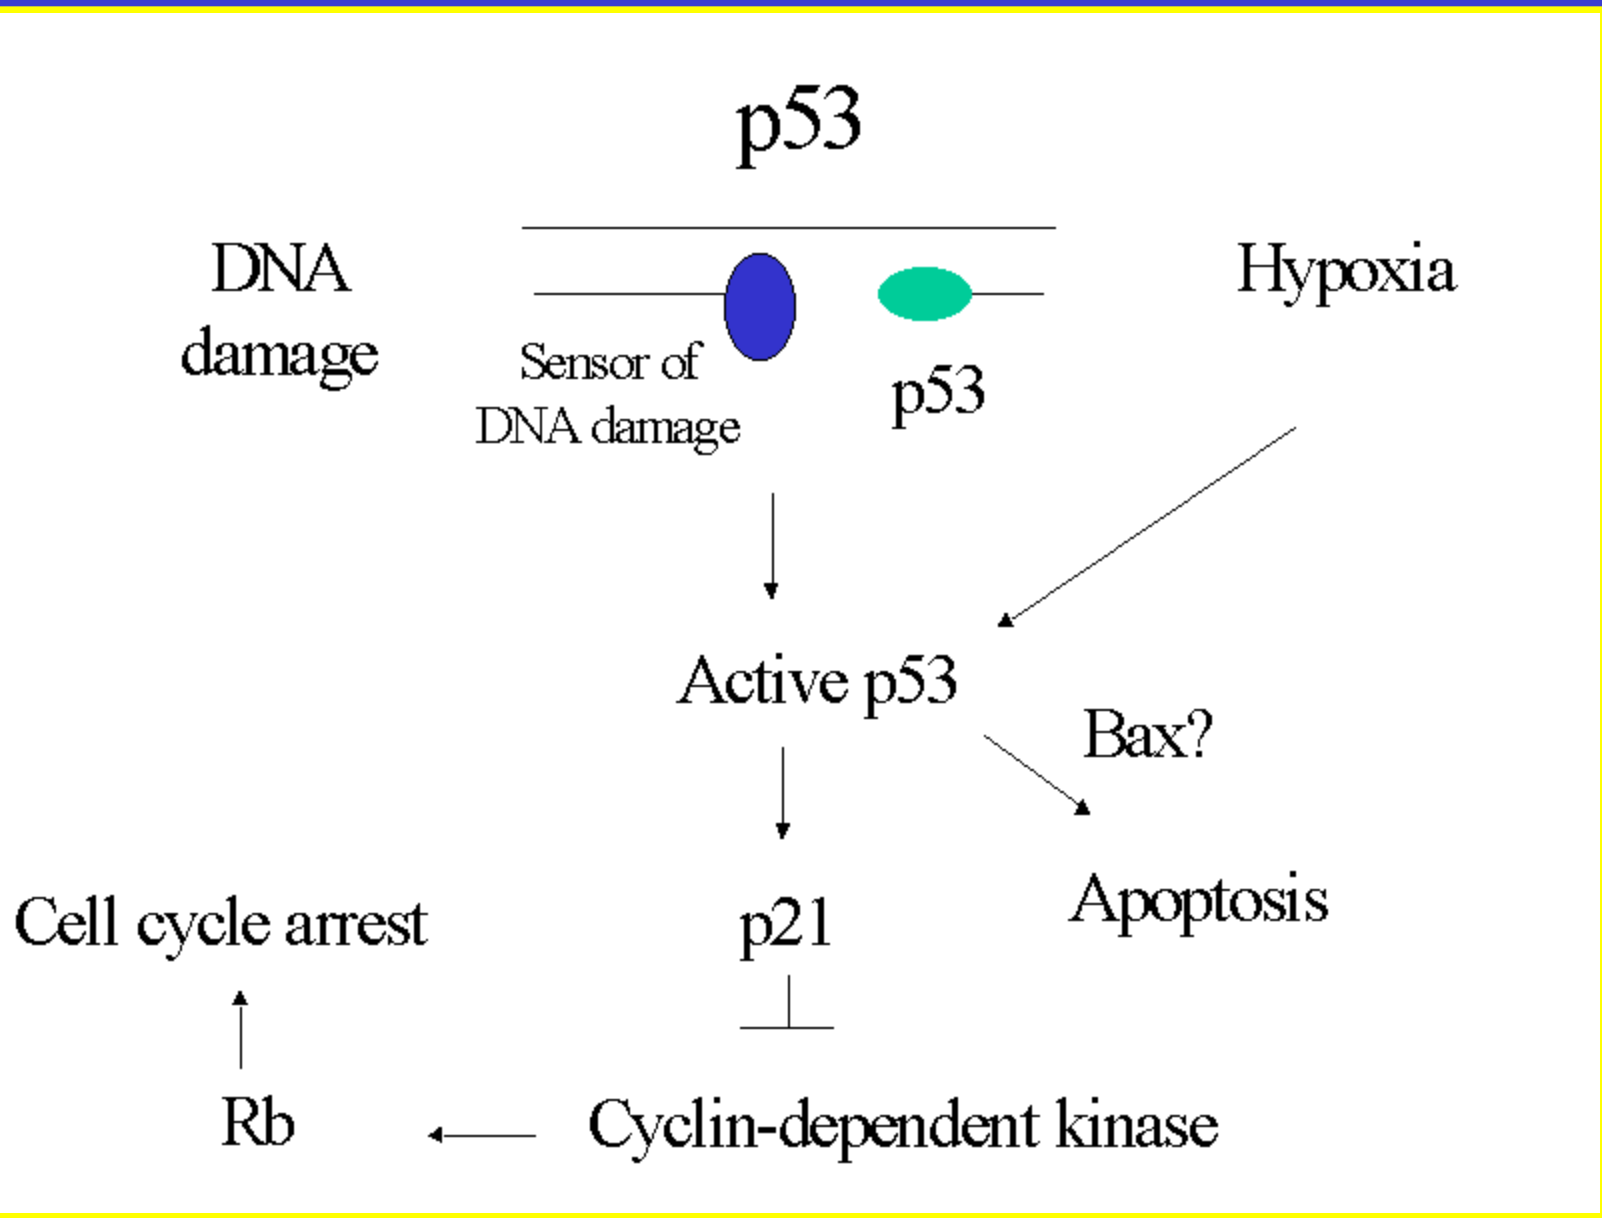 p53
DNA
damage
Hypoxia
Sensor of
DNA damage
p53
Active p53
Bax?
Apoptosis
Cell cycle arrest
p21
Rb
Cyclin-dependent kinase